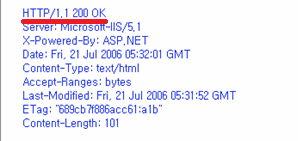 HTTP/1.1 200 OK
Server: Microsoft-IIS/5.1
X-Powered-By: ASP.NET
Date: Fri, 21 Jul 2006 05:32:01 GMT
Content-Type: text/html
Accept-Ranges: bytes
Last-Modified: Fri, 21 Jul 2006 05:31:52 GMT
ETag: "689cb7f886acc61:a1b"
Content-Length: 101